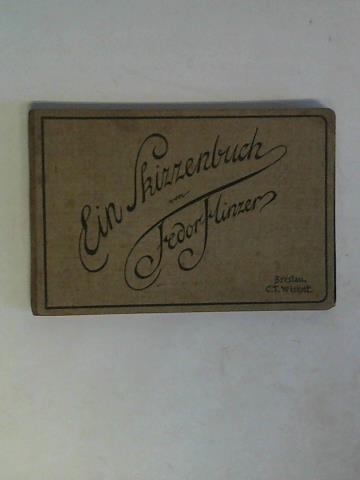 Ein Skizzenbuch
von
Fedor Flinzer
Breslau.
C.T. Wiskott.